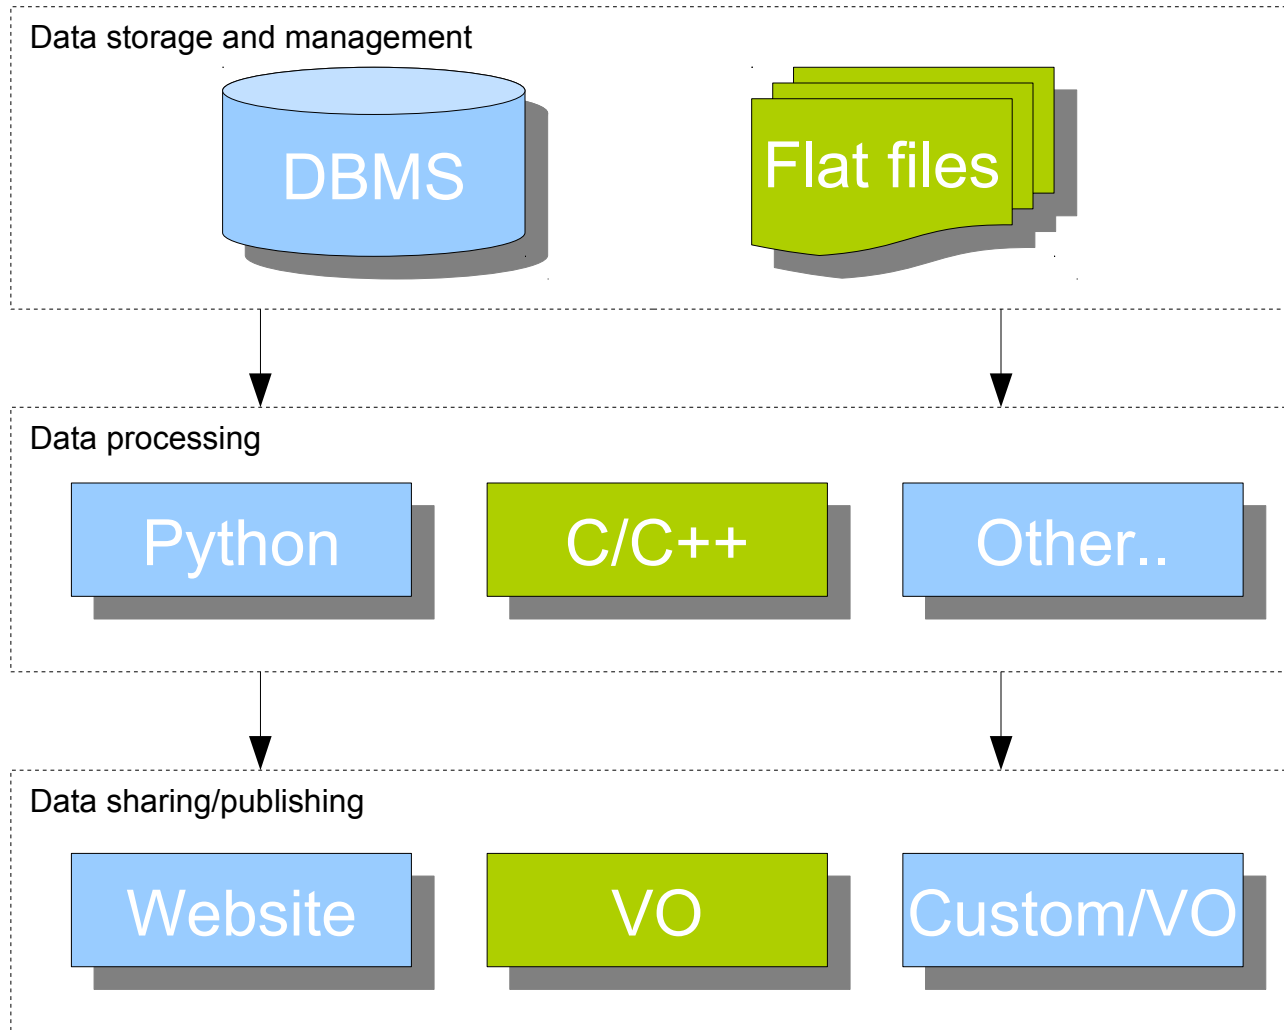 Data storage and management
DBMS
Flat files
Data processing
Python
C/C++
Other..
Data sharing/publishing
Website
VO
Custom/VO